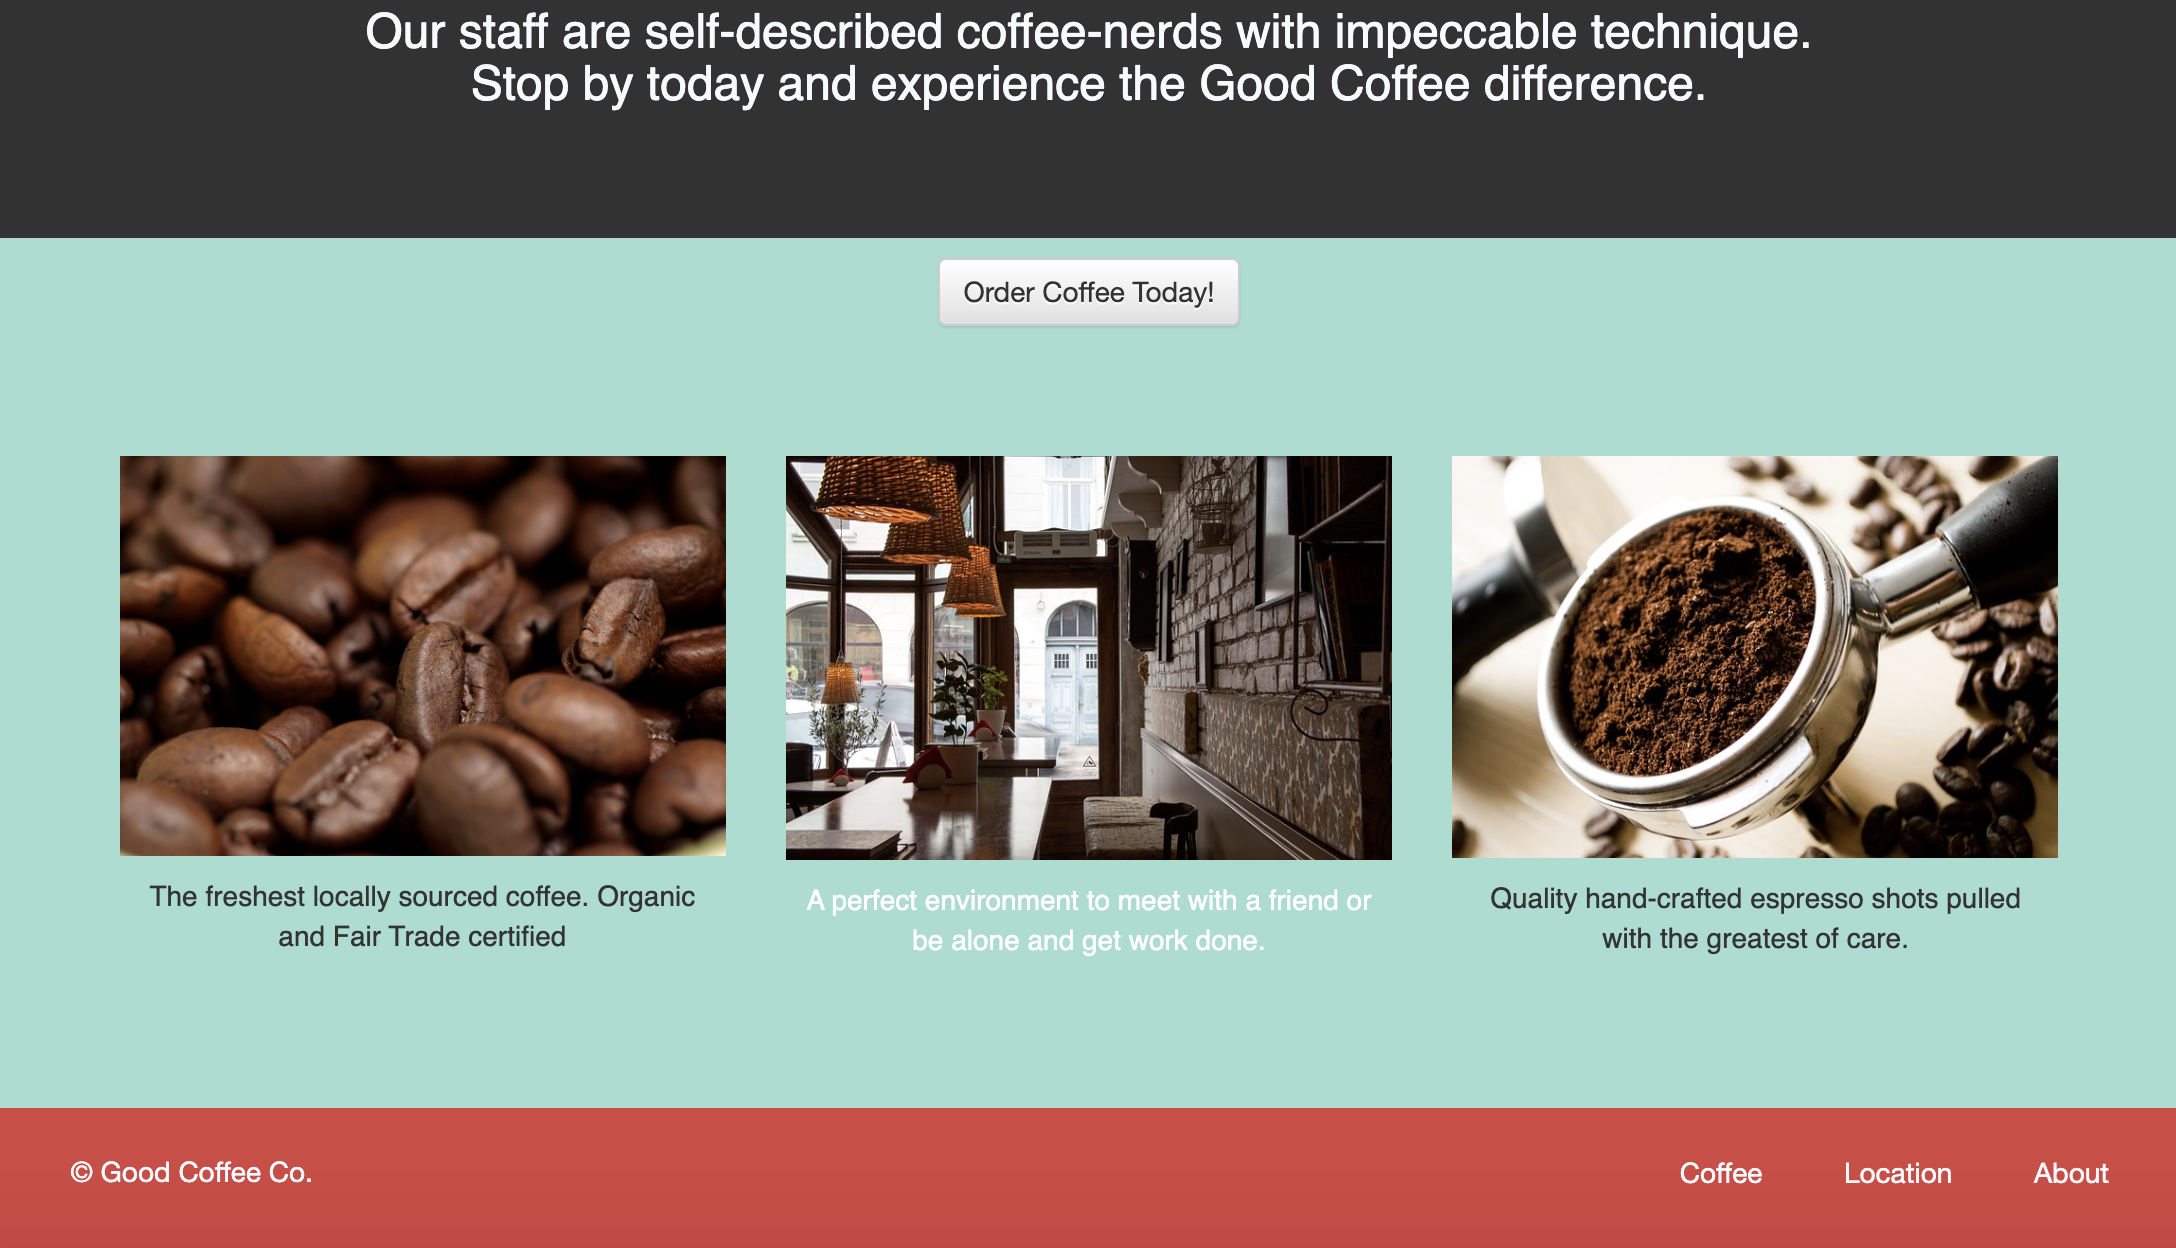 Our staff are self-described coffee-nerds with impeccable technique.
Stop by today and experience the Good Coffee difference.
Order Coffee Today!
The freshest locally sourced coffee. Organic
and Fair Trade certified
A perfect environment to meet with a friend or
be alone and get work done.
Quality hand-crafted espresso shots pulled
with the greatest of care.
© Good Coffee Co.
Coffee
Location
About